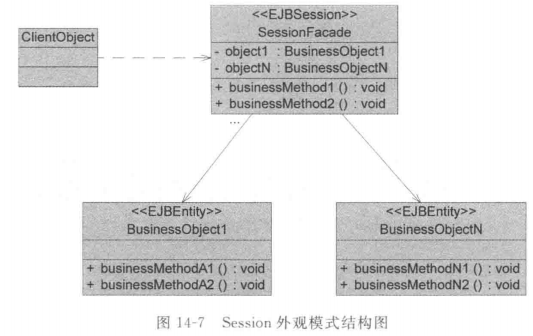 <<EJBSession>>
SessionFacade
- object1 : BusinessObject1
- objectN : BusinessObjectN
+ businessMethod1 () : void
+ businessMethod2 () : void
...
ClientObject
<<EJBEntity>>
BusinessObject1
+ businessMethodA1 () : void
+ businessMethodA2 () : void
<<EJBEntity>>
BusinessObjectN
+ businessMethodN1 () : void
+ businessMethodN2 () : void
图 14-7 Session 外观模式结构图